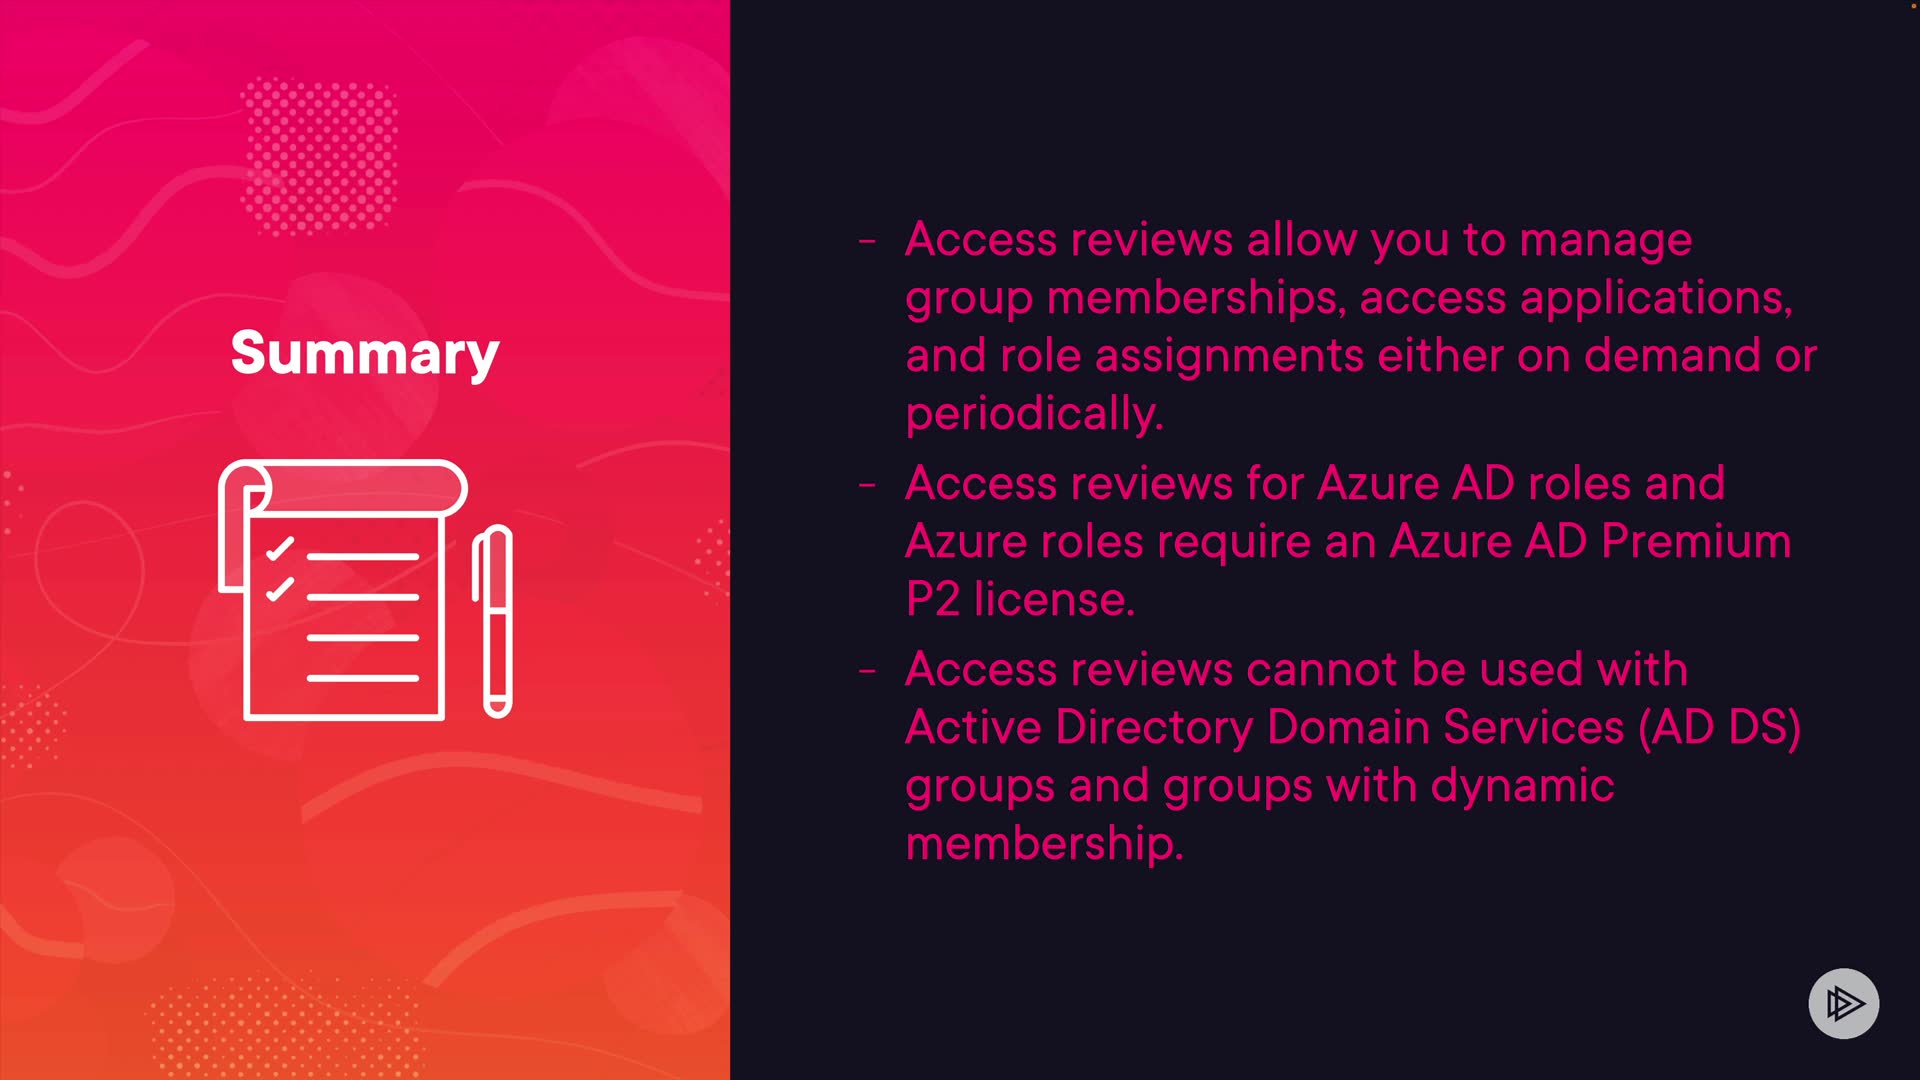 Summary
- Access reviews allow you to manage
group memberships, access applications,
and role assignments either on demand or
periodically.
- Access reviews for Azure AD roles and
Azure roles require an Azure AD Premium
P2 license.
- Access reviews cannot be used with
Active Directory Domain Services (AD DS)
groups and groups with dynamic
membership.